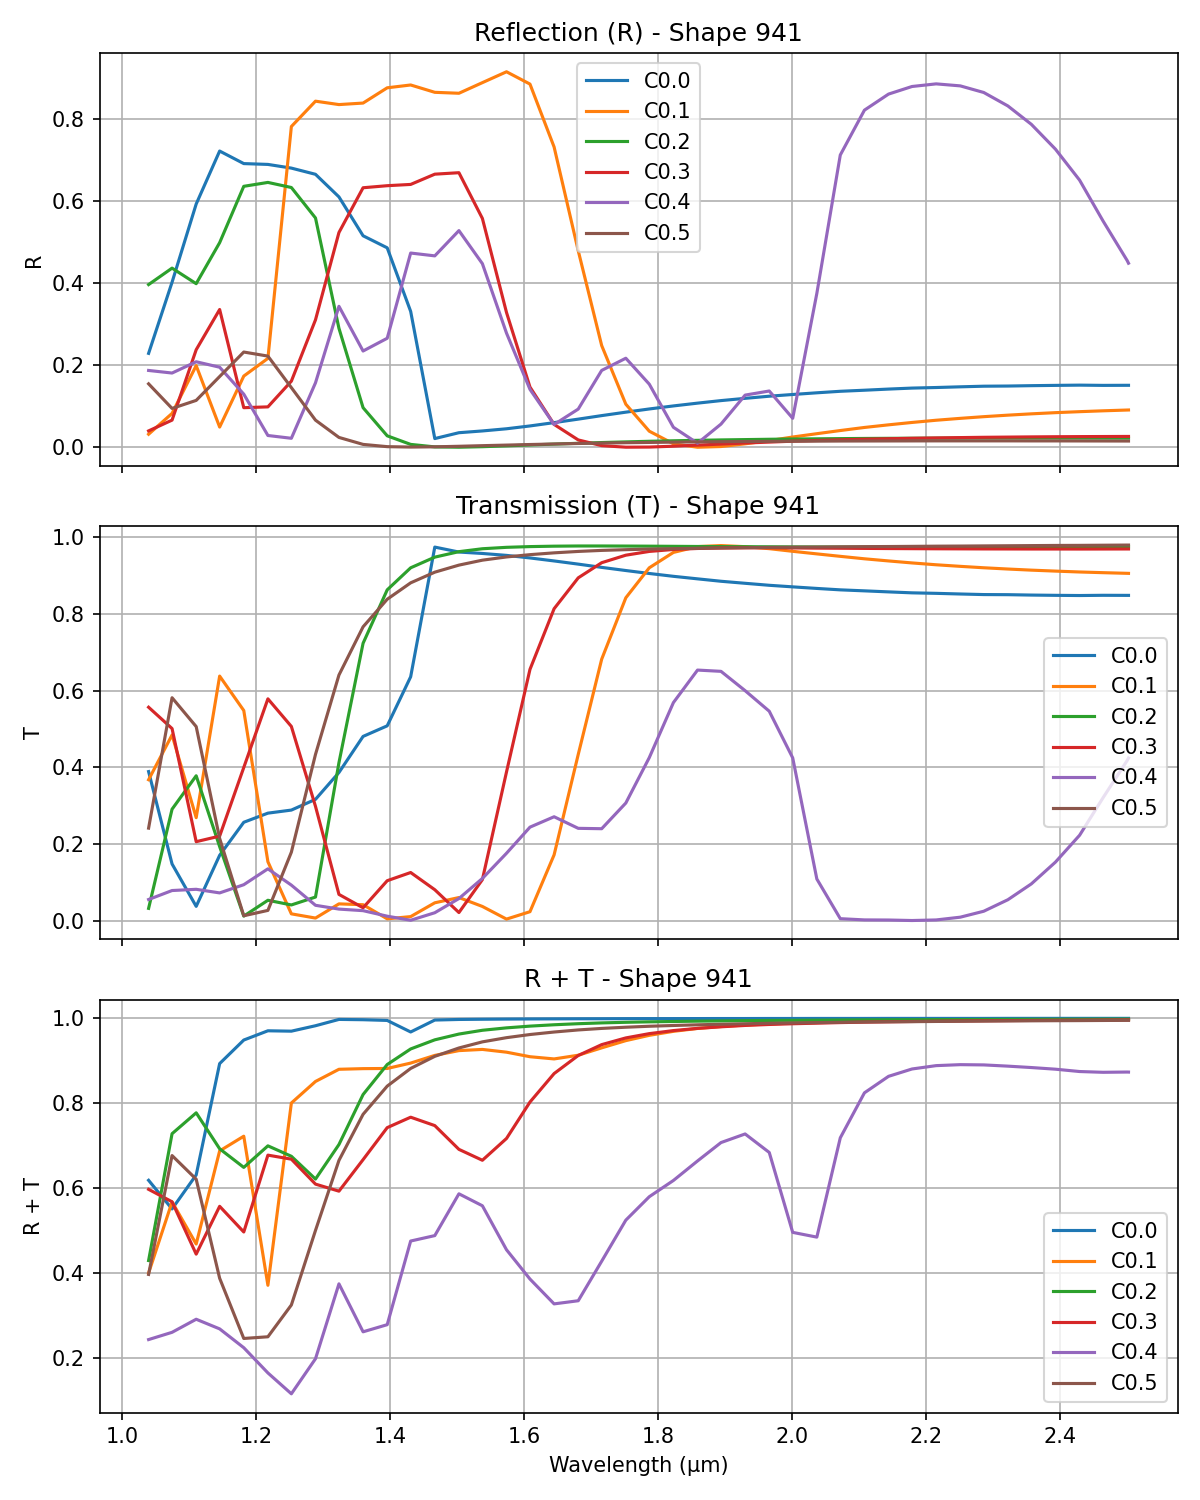 Reflection (R) - Shape 941
R
0.8
0.6
0.4
0.2
0.0
C0.0
C0.1
C0.2
C0.3
C0.4
C0.5
Transmission (T) - Shape 941
T
1.0
0.8
0.6
0.4
0.2
0.0
C0.0
C0.1
C0.2
C0.3
C0.4
C0.5
R + T - Shape 941
R + T
1.0
0.8
0.6
0.4
0.2
C0.0
C0.1
C0.2
C0.3
C0.4
C0.5
1.0 1.2 1.4 1.6 1.8 2.0 2.2 2.4
Wavelength (μm)